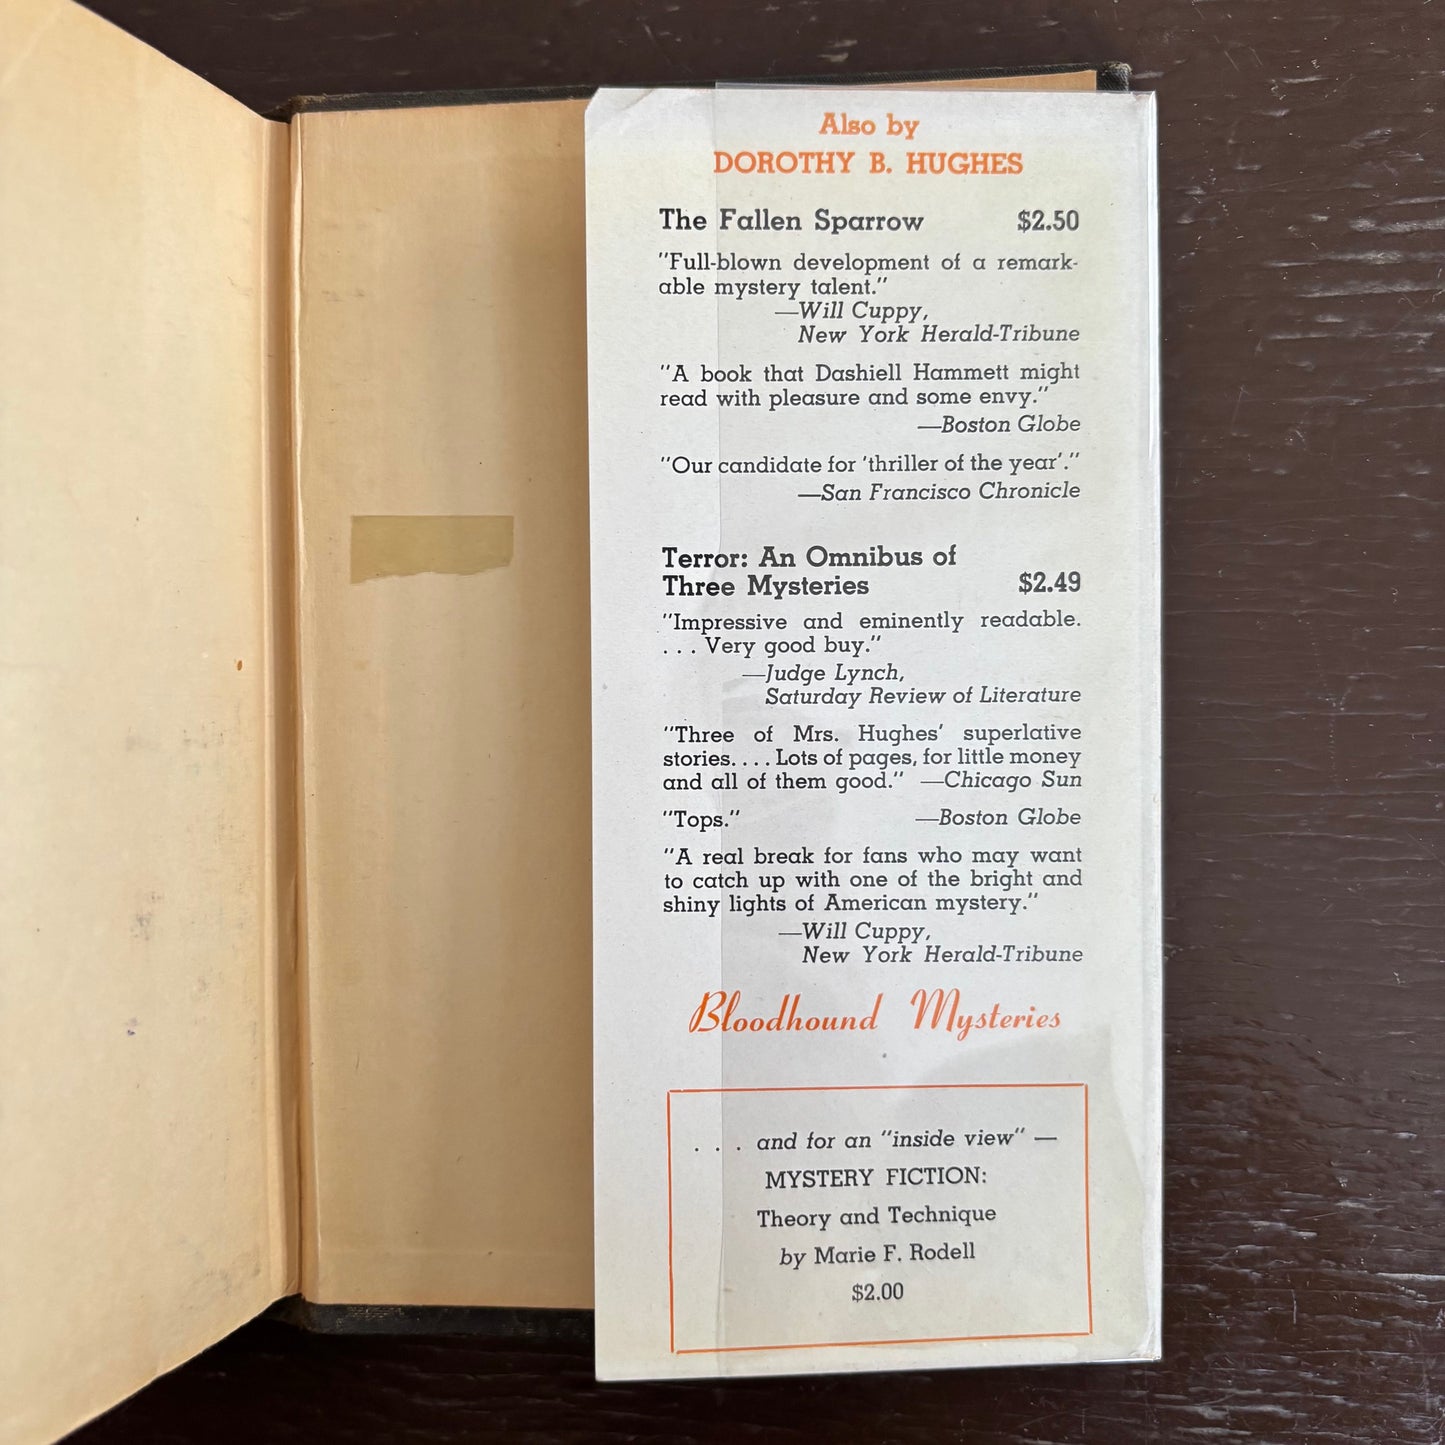 Also by
DOROTHY B. HUGHES
The Fallen Sparrow $2.50
"Full-blown development of a remark-
able mystery talent."
—Will Cuppy,
New York Herald-Tribune
"A book that Dashiell Hammett might
read with pleasure and some envy."
—Boston Globe
"Our candidate for 'thriller of the year'."
—San Francisco Chronicle
Terror: An Omnibus of
Three Mysteries $2.49
"Impressive and eminently readable.
. . . Very good buy."
—Judge Lynch,
Saturday Review of Literature
"Three of Mrs. Hughes' superlative
stories. . . . Lots of pages, for little money
and all of them good." —Chicago Sun
"Tops." —Boston Globe
"A real break for fans who may want
to catch up with one of the bright and
shiny lights of American mystery."
—Will Cuppy,
New York Herald-Tribune
Bloodhound Mysteries
. . . and for an "inside view" —
MYSTERY FICTION:
Theory and Technique
by Marie F. Rodell
$2.00